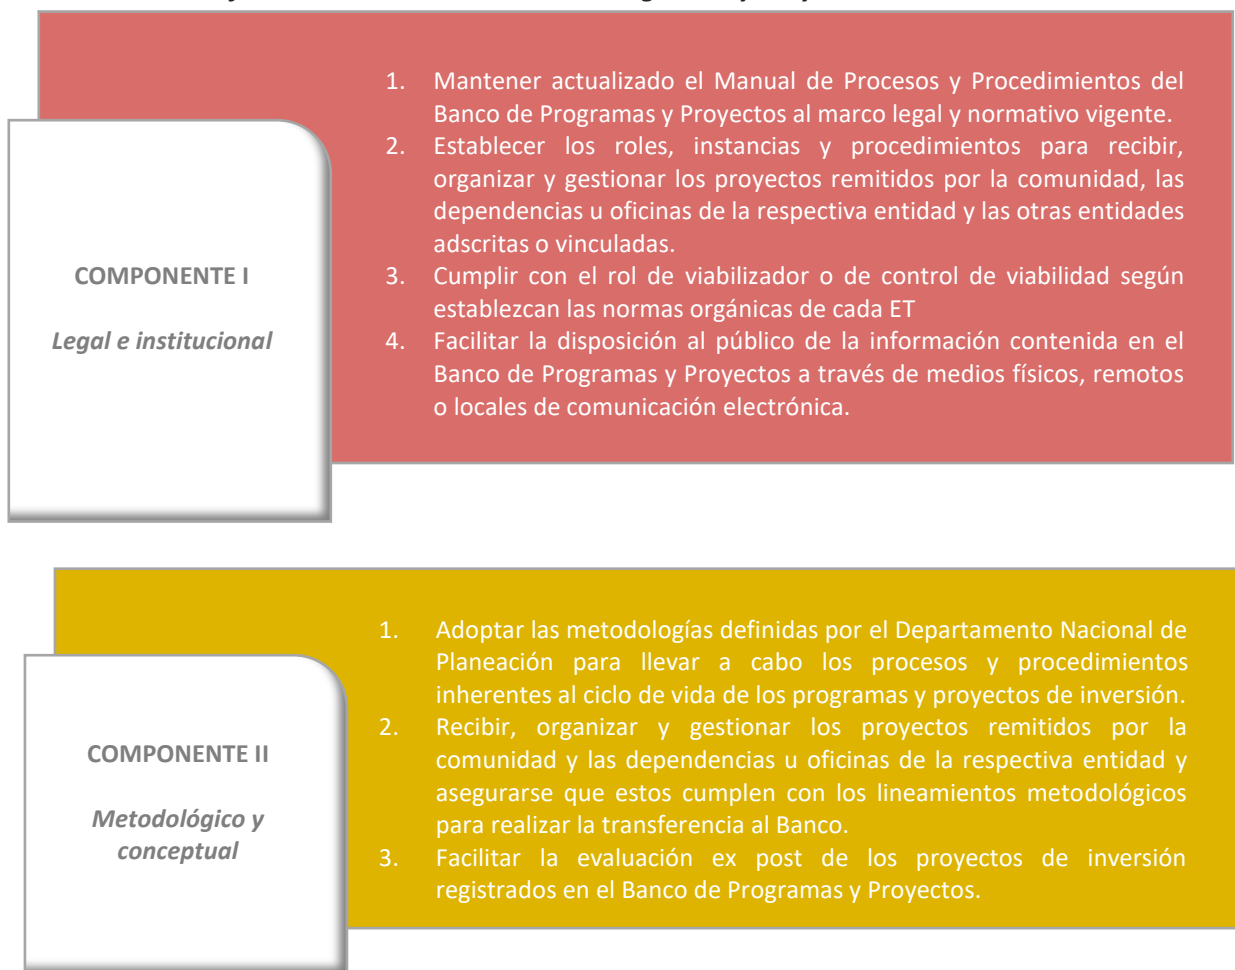 COMPONENTE I
Legal e institucional
1. Mantener actualizado el Manual de Procesos y Procedimientos del
Banco de Programas y Proyectos al marco legal y normativo vigente.
2. Establecer los roles, instancias y procedimientos para recibir,
organizar y gestionar los proyectos remitidos por la comunidad, las
dependencias u oficinas de la respectiva entidad y las otras entidades
adscritas o vinculadas.
3. Cumplir con el rol de viabilizador o de control de viabilidad según
establezcan las normas orgánicas de cada ET
4. Facilitar la disposición al público de la información contenida en el
Banco de Programas y Proyectos a través de medios físicos, remotos
o locales de comunicación electrónica.
COMPONENTE II
Metodológico y
conceptual
1. Adoptar las metodologías definidas por el Departamento Nacional de
Planeación para llevar a cabo los procesos y procedimientos
inherentes al ciclo de vida de los programas y proyectos de inversión.
2. Recibir, organizar y gestionar los proyectos remitidos por la
comunidad y las dependencias u oficinas de la respectiva entidad y
asegurarse que estos cumplen con los lineamientos metodológicos
para realizar la transferencia al Banco.
3. Facilitar la evaluación ex post de los proyectos de inversión
registrados en el Banco de Programas y Proyectos.